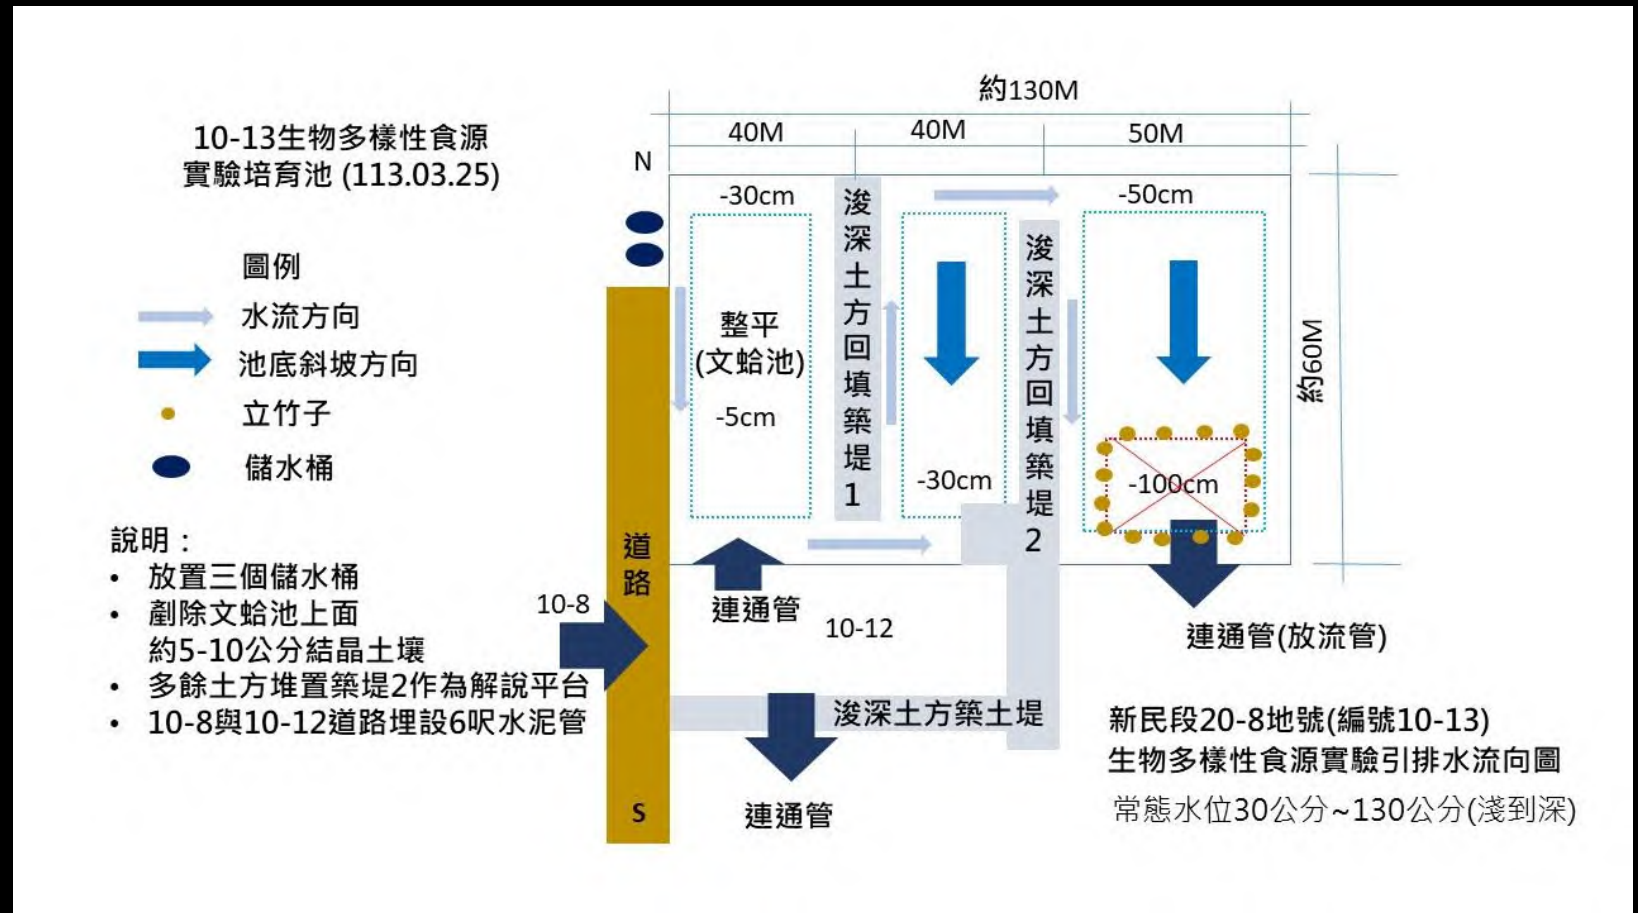 10-13生物多樣性食源
實驗培育池 (113.03.25)
圖例
水流方向
池底斜坡方向
立竹子
儲水桶
說明：
• 放置三個儲水桶
• 剷除文蛤池上面
約5-10公分結晶土壤
• 多餘土方堆置築堤2作為解說平台
• 10-8與10-12道路埋設6呎水泥管
約130M
40M
40M
50M
N
-30cm
-50cm
整平
(文蛤池)
-5cm
浚深土方回填築堤1
-30cm
浚深土方回填築堤2
-100cm
約60M
道路
S
10-8
連通管
10-12
連通管(放流管)
浚深土方築土堤
連通管
新民段20-8地號(編號10-13)
生物多樣性食源實驗引排水流向圖
常態水位30公分~130公分(淺到深)